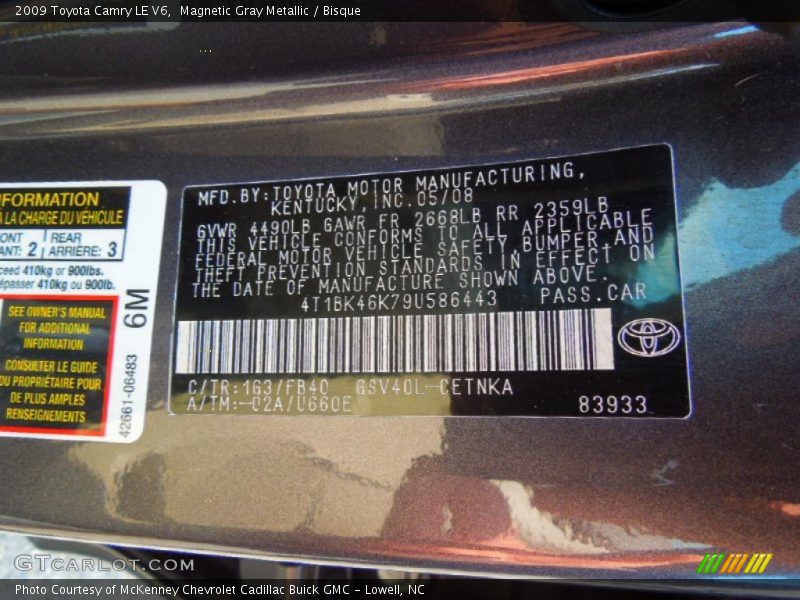 2009 Toyota Camry LE V6,  Magnetic Gray Metallic / Bisque
NFORMATION
À LA CHARGE DU VÉHICULE
ONT
ANT: 2
REAR
ARRIÈRE: 3
ceed 410kg or 900lbs.
épasser 410kg ou 900lb.
SEE OWNER'S MANUAL
FOR ADDITIONAL
INFORMATION
CONSULTER LE GUIDE
DU PROPRIÉTAIRE POUR
DE PLUS AMPLES
RENSEIGNEMENTS
6M
42661-06483
MFD.BY:TOYOTA MOTOR MANUFACTURING,
KENTUCKY,INC.05/08
GVWR 4490LB GAWR FR 2668LB RR 2359LB
THIS VEHICLE CONFORMS TO ALL APPLICABLE
FEDERAL MOTOR VEHICLE SAFETY,BUMPER,AND
THEFT PREVENTION STANDARDS IN EFFECT ON
THE DATE OF MANUFACTURE SHOWN ABOVE.
4T1BK46K79U586443 PASS.CAR
C/TR:1G3/FB40 GSV40L-CETNKA
A/TM:-02A/U660E
83933
GTCARLOT.COM
Photo Courtesy of McKenney Chevrolet Cadillac Buick GMC - Lowell, NC